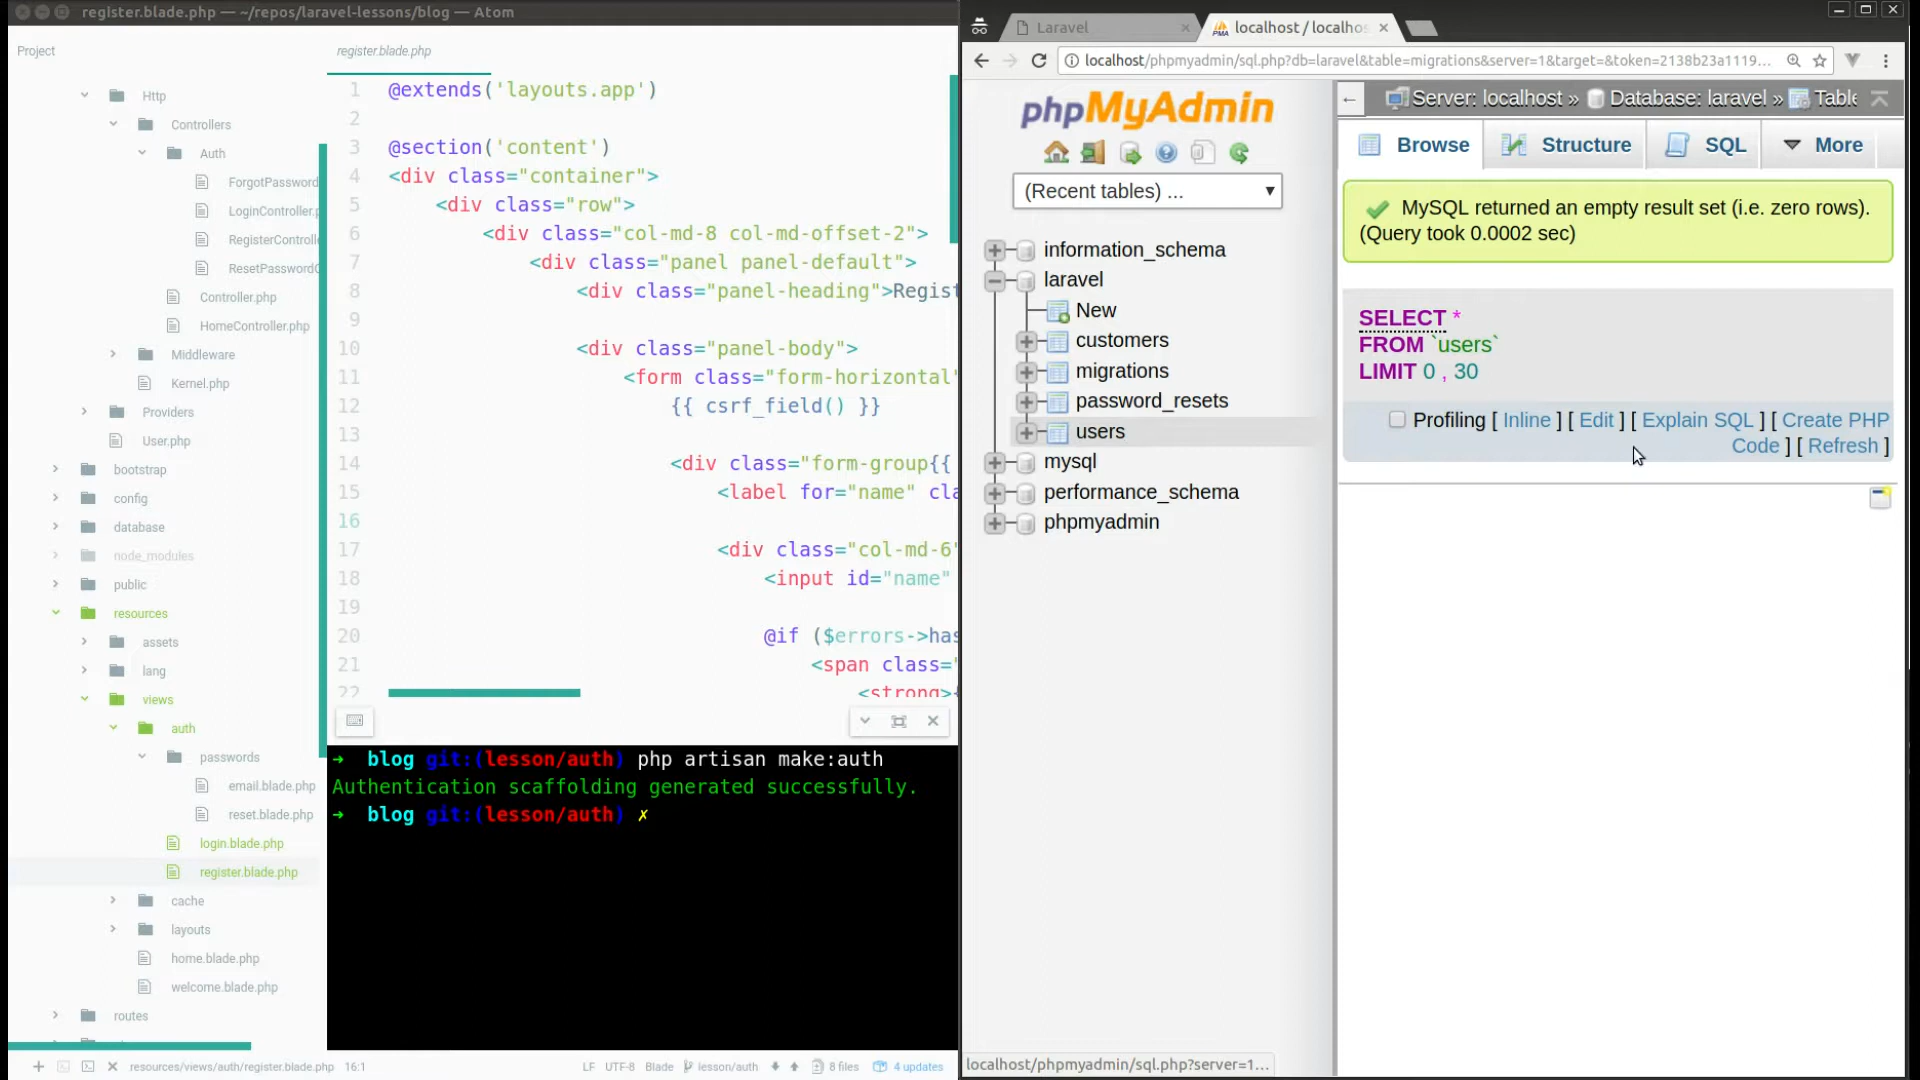 register.blade.php — ~/repos/laravel-lessons/blog — Atom
Project
Http
Controllers
Auth
ForgotPassword
LoginController.p
RegisterControlle
ResetPasswordC
Controller.php
HomeController.php
Middleware
Kernel.php
Providers
User.php
bootstrap
config
database
node_modules
public
resources
assets
lang
views
auth
passwords
email.blade.php
reset.blade.php
login.blade.php
register.blade.php
cache
layouts
home.blade.php
welcome.blade.php
routes
register.blade.php
1 @extends('layouts.app')
2
3 @section('content')
4 <div class="container">
5 <div class="row">
6 <div class="col-md-8 col-md-offset-2">
7 <div class="panel panel-default">
8 <div class="panel-heading">Regist
9
10 <div class="panel-body">
11 <form class="form-horizontal"
12 {{ csrf_field() }}
13
14 <div class="form-group{{
15 <label for="name" cla
16
17 <div class="col-md-6"
18 <input id="name"
19
20 @if ($errors->has
21 <span class="
22 <strong>{
➜ blog git:(lesson/auth) php artisan make:auth
Authentication scaffolding generated successfully.
➜ blog git:(lesson/auth) ✗
resources/views/auth/register.blade.php 16:1
LF UTF-8 Blade lesson/auth 8 files 4 updates
Laravel
localhost / localhos
localhost/phpmyadmin/sql.php?db=laravel&table=migrations&server=1&target=&token=2138b23a1119...
phpMyAdmin
(Recent tables) ...
information_schema
laravel
New
customers
migrations
password_resets
users
mysql
performance_schema
phpmyadmin
localhost/phpmyadmin/sql.php?server=1...
Server: localhost » Database: laravel » Table
Browse Structure SQL More
MySQL returned an empty result set (i.e. zero rows).
(Query took 0.0002 sec)
SELECT *
FROM `users`
LIMIT 0 , 30
Profiling [ Inline ] [ Edit ] [ Explain SQL ] [ Create PHP
Code ] [ Refresh ]